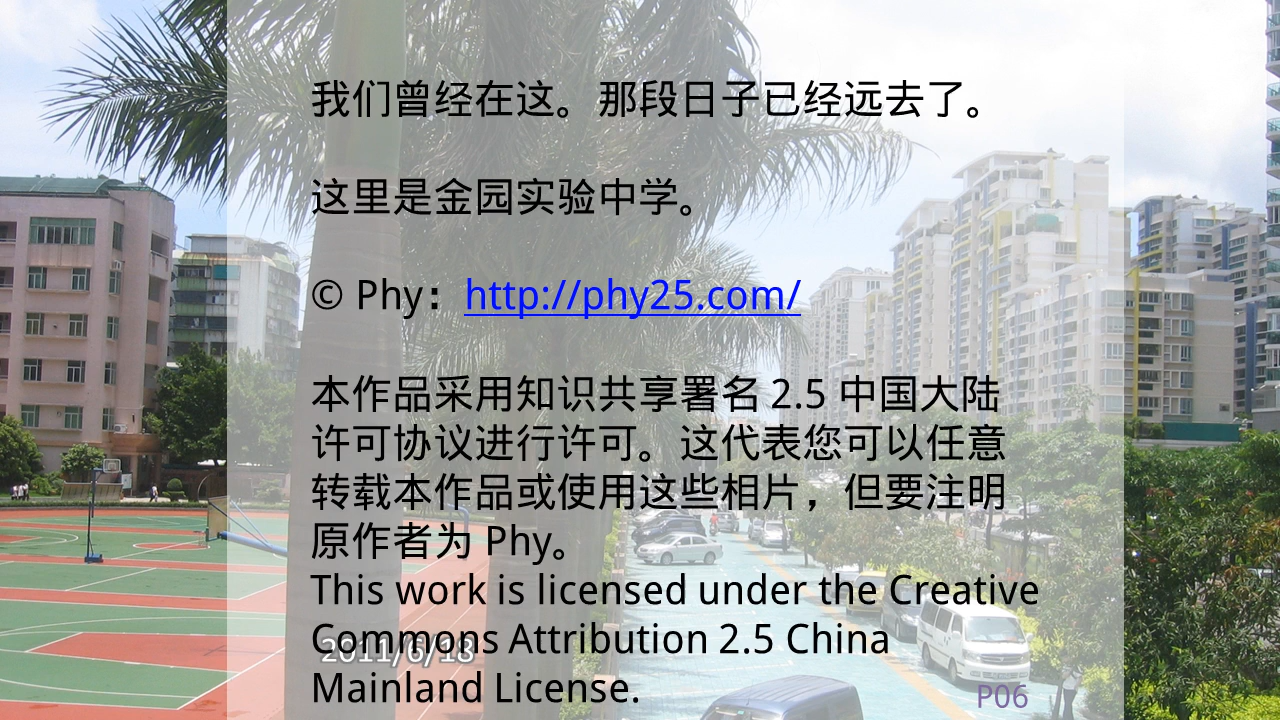 我们曾经在这。那段日子已经远去了。
这里是金园实验中学。
© Phy：http://phy25.com/
本作品采用知识共享署名 2.5 中国大陆
许可协议进行许可。这代表您可以任意
转载本作品或使用这些相片，但要注明
原作者为 Phy。
This work is licensed under the Creative
Commons Attribution 2.5 China
2011/6/18
Mainland License.
P06